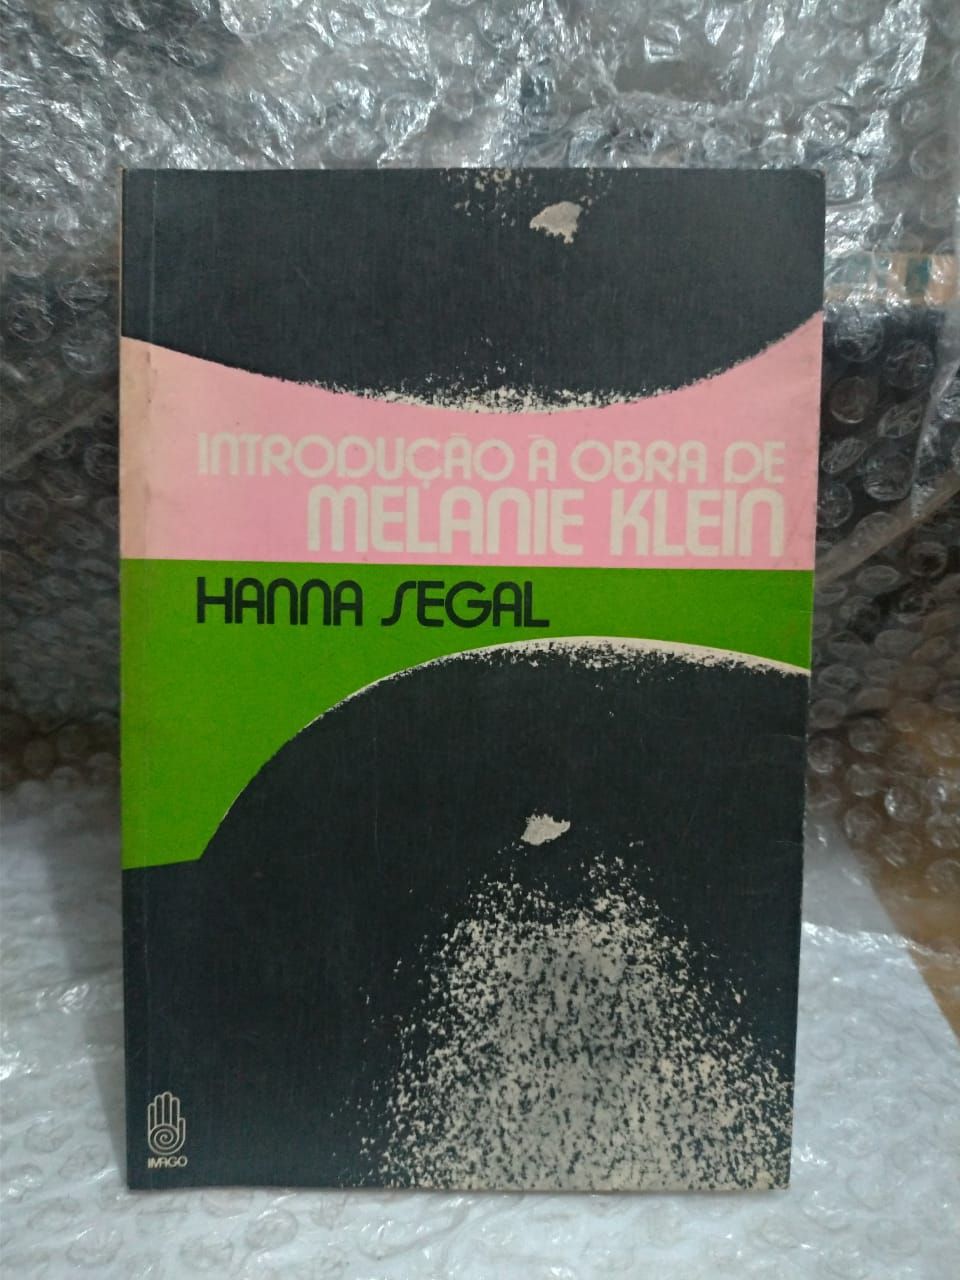 INTRODUÇÃO À OBRA DE
MELANIE KLEIN
HANNA SEGAL
IMAGO